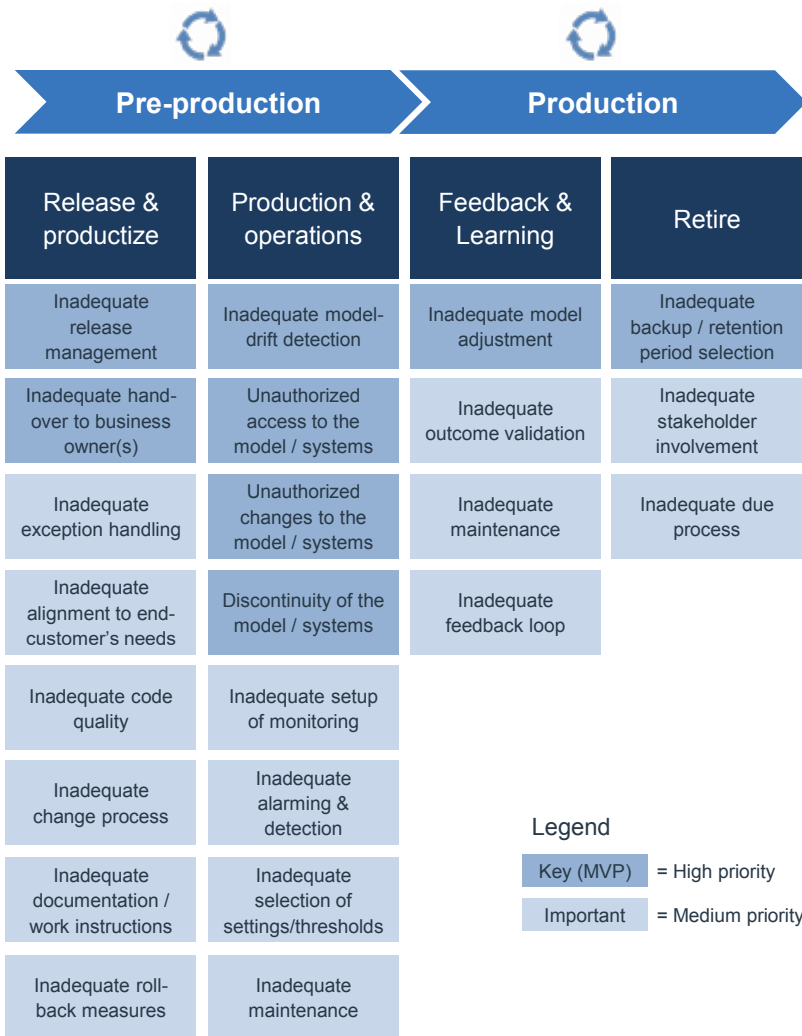 Pre-production
Production
Release &
productize
Production &
operations
Feedback &
Learning
Retire
Inadequate
release
management
Inadequate model-
drift detection
Inadequate model
adjustment
Inadequate
backup / retention
period selection
Inadequate hand-
over to business
owner(s)
Unauthorized
access to the
model / systems
Inadequate
outcome validation
Inadequate
stakeholder
involvement
Inadequate
exception handling
Unauthorized
changes to the
model / systems
Inadequate
maintenance
Inadequate due
process
Inadequate
alignment to end-
customer's needs
Discontinuity of the
model / systems
Inadequate
feedback loop
Inadequate code
quality
Inadequate setup
of monitoring
Inadequate
change process
Inadequate
alarming &
detection
Inadequate
documentation /
work instructions
Inadequate
selection of
settings/thresholds
Inadequate roll-
back measures
Inadequate
maintenance
Legend
Key (MVP) = High priority
Important = Medium priority